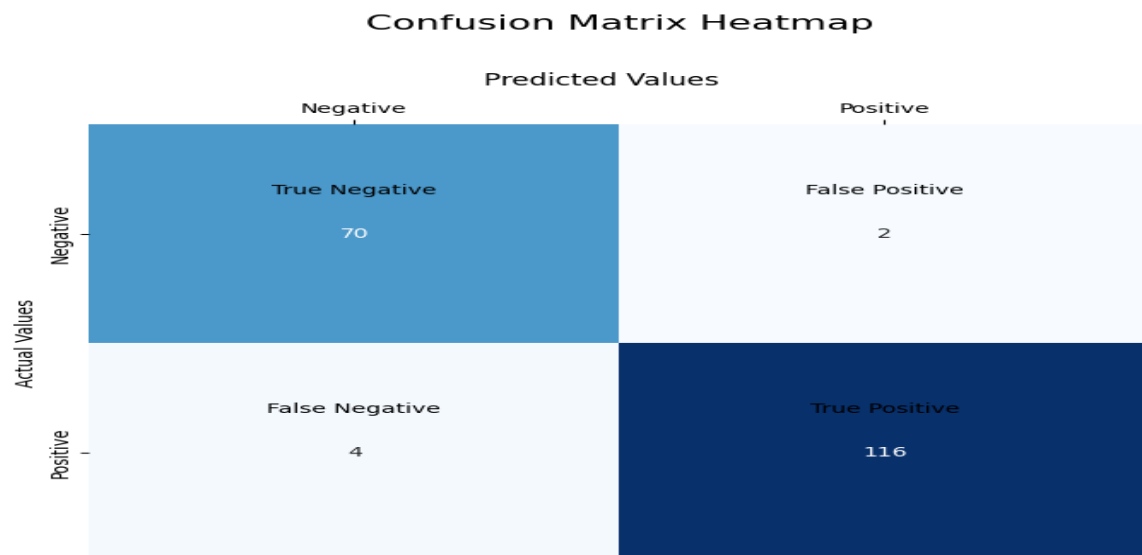 Confusion Matrix Heatmap
Predicted Values
Negative Positive
True Negative False Positive
Negative
70 2
Actual Values
False Negative True Positive
Positive
4 116